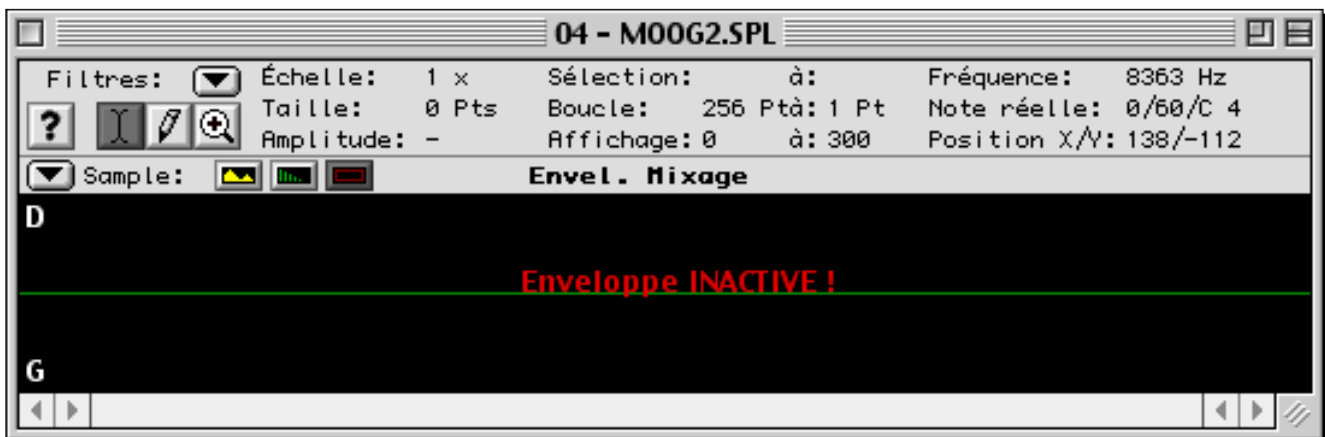 04 - MOOG2.SPL
Filtres: Échelle: 1 x Sélection: à: Fréquence: 8363 Hz
? Taille: 0 Pts Boucle: 256 Ptà: 1 Pt Note réelle: 0/60/C 4
Amplitude: - Affichage: 0 à: 300 Position X/Y: 138/-112
Sample: Envel. Mixage
D
Enveloppe INACTIVE !
G